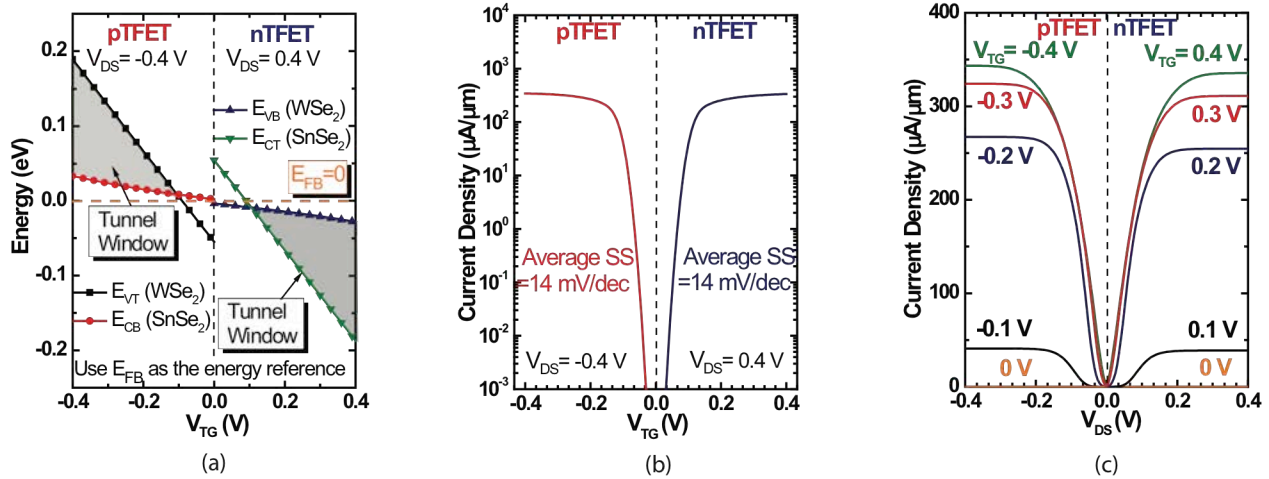 pTFET nTFET
V_DS= -0.4 V V_DS= 0.4 V
E_VB (WSe₂)
E_CT (SnSe₂)
E_FB=0
Tunnel
Window
Tunnel
Window
E_VT (WSe₂)
E_CB (SnSe₂)
Use E_FB as the energy reference
Energy (eV)
0.2
0.1
0.0
-0.1
-0.2
-0.4 -0.2 0.0 0.2 0.4
V_TG (V)
(a)
pTFET nTFET
Current Density (μA/μm)
10⁵
10⁴
10³
10²
10¹
10⁰
10⁻¹
10⁻²
10⁻³
Average SS
=14 mV/dec
Average SS
=14 mV/dec
V_DS= -0.4 V V_DS= 0.4 V
-0.4 -0.2 0.0 0.2 0.4
V_TG (V)
(b)
pTFET nTFET
V_TG= -0.4 V V_TG= 0.4 V
-0.3 V 0.3 V
-0.2 V 0.2 V
-0.1 V 0.1 V
0 V 0 V
Current Density (μA/μm)
400
300
200
100
0
-0.4 -0.2 0.0 0.2 0.4
V_DS (V)
(c)